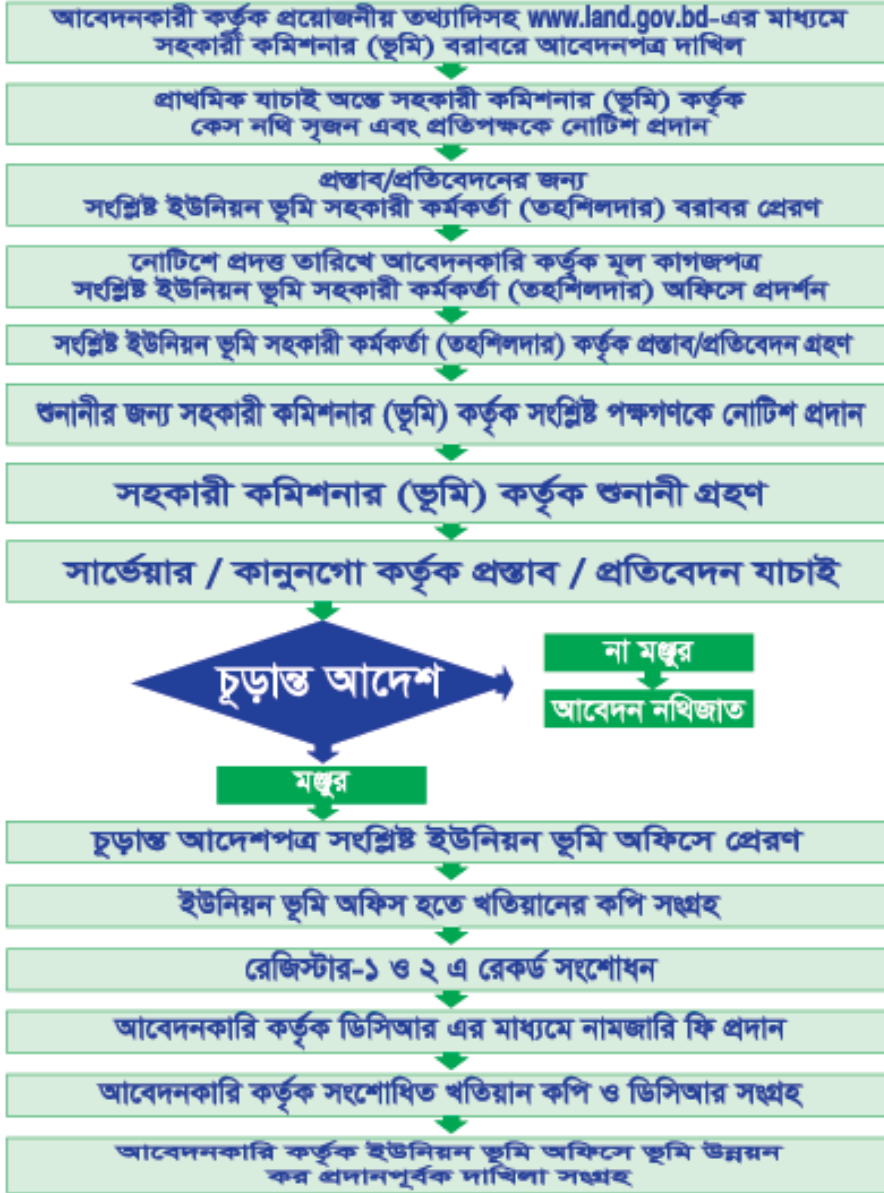 আবেদনকারী কর্তৃক প্রয়োজনীয় তথ্যাদিসহ www.land.gov.bd-এর মাধ্যমে
সহকারী কমিশনার (ভূমি) বরাবরে আবেদনপত্র দাখিল
প্রাথমিক যাচাই অন্তে সহকারী কমিশনার (ভূমি) কর্তৃক
কেস নথি সৃজন এবং প্রতিপক্ষকে নোটিশ প্রদান
প্রস্তাব/প্রতিবেদনের জন্য
সংশ্লিষ্ট ইউনিয়ন ভূমি সহকারী কর্মকর্তা (তহশিলদার) বরাবর প্রেরণ
নোটিশে প্রদত্ত তারিখে আবেদনকারি কর্তৃক মূল কাগজপত্র
সংশ্লিষ্ট ইউনিয়ন ভূমি সহকারী কর্মকর্তা (তহশিলদার) অফিসে প্রদর্শন
সংশ্লিষ্ট ইউনিয়ন ভূমি সহকারী কর্মকর্তা (তহশিলদার) কর্তৃক প্রস্তাব/প্রতিবেদন গ্রহণ
শুনানীর জন্য সহকারী কমিশনার (ভূমি) কর্তৃক সংশ্লিষ্ট পক্ষগণকে নোটিশ প্রদান
সহকারী কমিশনার (ভূমি) কর্তৃক শুনানী গ্রহণ
সার্ভেয়ার / কানুনগো কর্তৃক প্রস্তাব / প্রতিবেদন যাচাই
চূড়ান্ত আদেশ
না মঞ্জুর
আবেদন নথিজাত
মঞ্জুর
চূড়ান্ত আদেশপত্র সংশ্লিষ্ট ইউনিয়ন ভূমি অফিসে প্রেরণ
ইউনিয়ন ভূমি অফিস হতে খতিয়ানের কপি সংগ্রহ
রেজিস্টার-১ ও ২ এ রেকর্ড সংশোধন
আবেদনকারি কর্তৃক ডিসিআর এর মাধ্যমে নামজারি ফি প্রদান
আবেদনকারি কর্তৃক সংশোধিত খতিয়ান কপি ও ডিসিআর সংগ্রহ
আবেদনকারি কর্তৃক ইউনিয়ন ভূমি অফিসে ভূমি উন্নয়ন
কর প্রদানপূর্বক দাখিলা সংগ্রহ